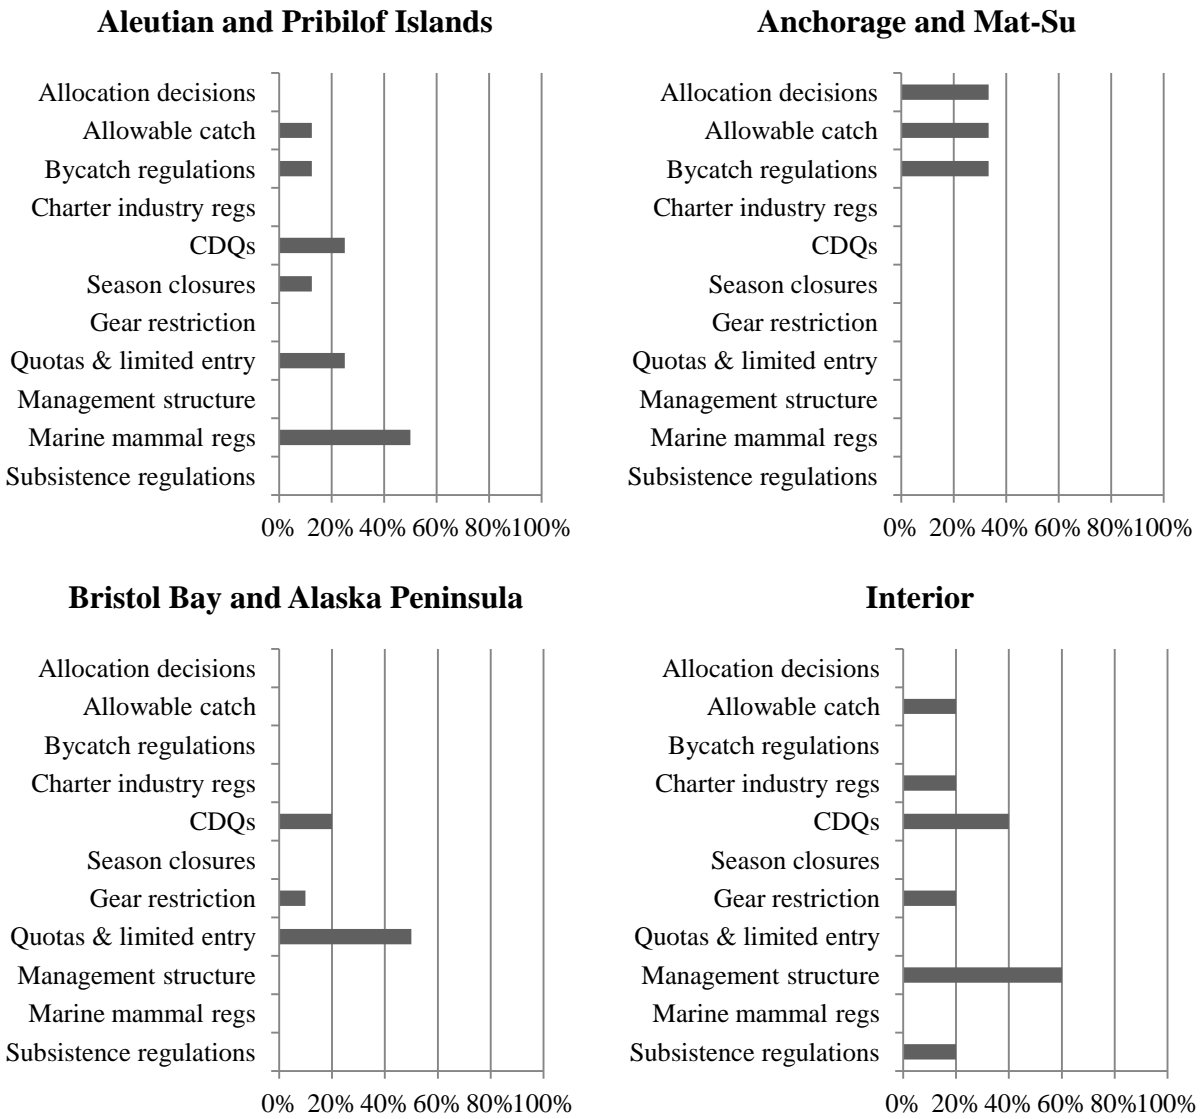 Aleutian and Pribilof Islands
Allocation decisions
Allowable catch
Bycatch regulations
Charter industry regs
CDQs
Season closures
Gear restriction
Quotas & limited entry
Management structure
Marine mammal regs
Subsistence regulations
0% 20% 40% 60% 80% 100%
Anchorage and Mat-Su
Allocation decisions
Allowable catch
Bycatch regulations
Charter industry regs
CDQs
Season closures
Gear restriction
Quotas & limited entry
Management structure
Marine mammal regs
Subsistence regulations
0% 20% 40% 60% 80% 100%
Bristol Bay and Alaska Peninsula
Allocation decisions
Allowable catch
Bycatch regulations
Charter industry regs
CDQs
Season closures
Gear restriction
Quotas & limited entry
Management structure
Marine mammal regs
Subsistence regulations
0% 20% 40% 60% 80% 100%
Interior
Allocation decisions
Allowable catch
Bycatch regulations
Charter industry regs
CDQs
Season closures
Gear restriction
Quotas & limited entry
Management structure
Marine mammal regs
Subsistence regulations
0% 20% 40% 60% 80% 100%